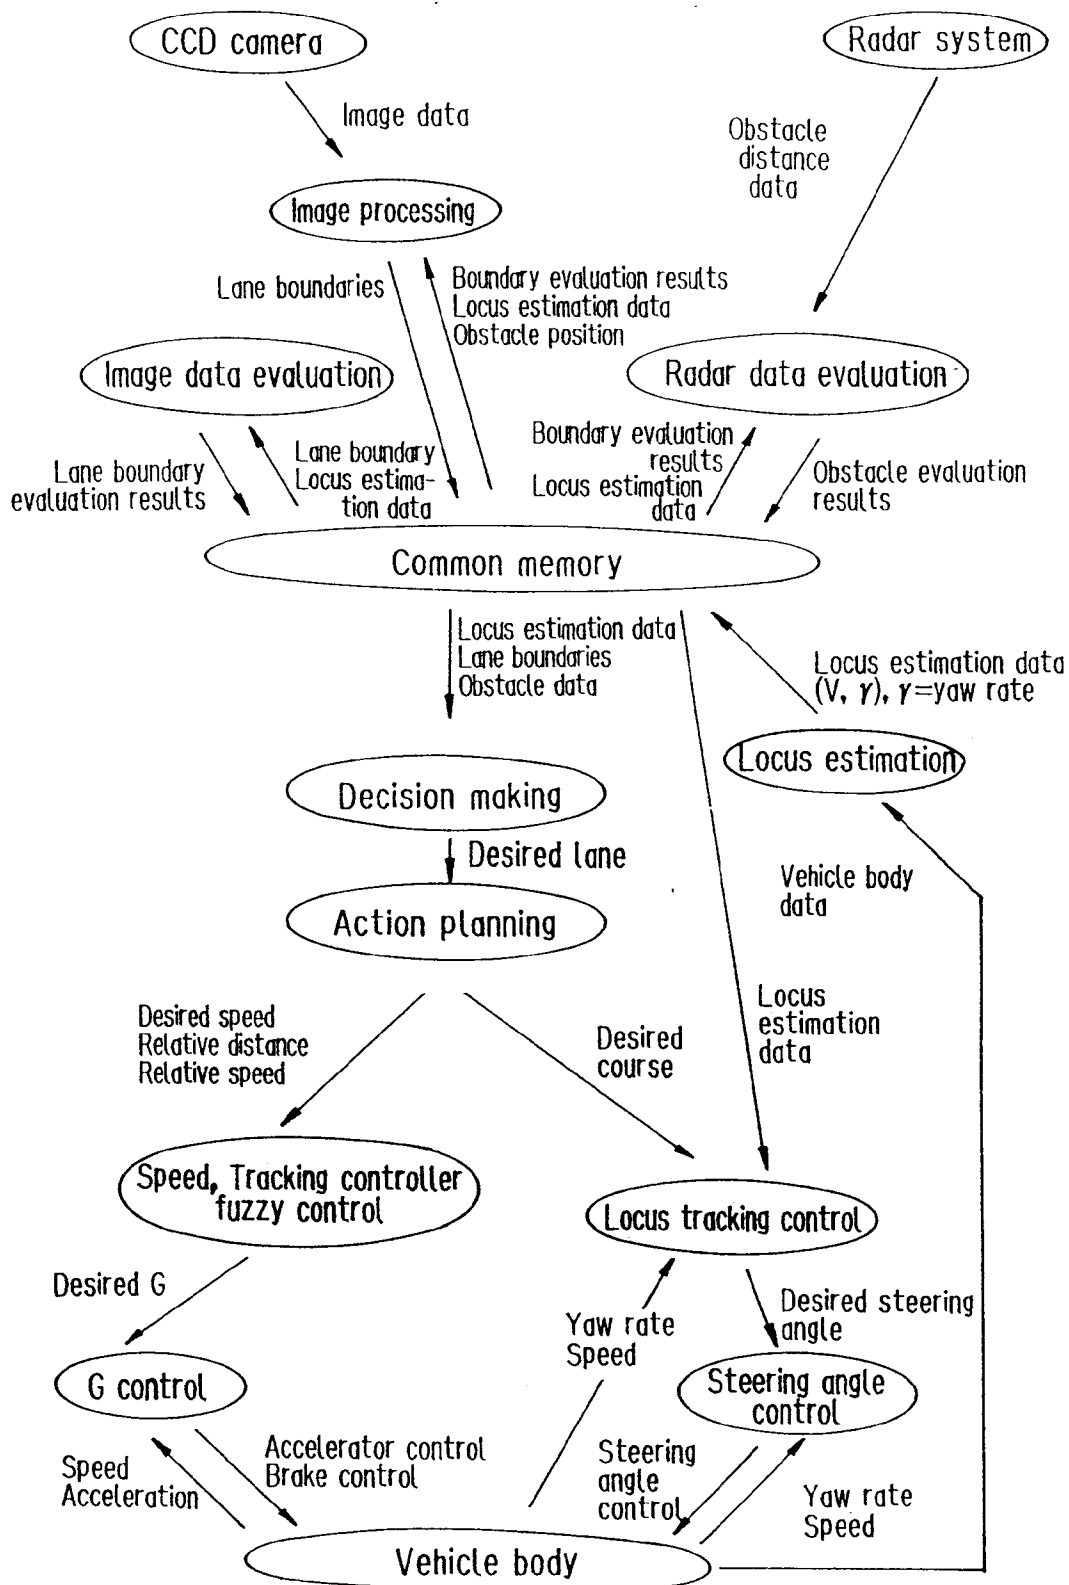 CCD camera
Radar system
Image data
Obstacle
distance
data
Image processing
Lane boundaries
Boundary evaluation results
Locus estimation data
Obstacle position
Image data evaluation
Radar data evaluation
Lane boundary
evaluation results
Lane boundary
Locus estima-
tion data
Boundary evaluation
results
Locus estimation
data
Obstacle evaluation
results
Common memory
Locus estimation data
Lane boundaries
Obstacle data
Locus estimation data
(V, γ), γ=yaw rate
Locus estimation
Decision making
Desired lane
Vehicle body
data
Action planning
Desired speed
Relative distance
Relative speed
Desired
course
Locus
estimation
data
Speed, Tracking controller
fuzzy control
Locus tracking control
Desired G
Yaw rate
Speed
Desired steering
angle
G control
Steering angle
control
Speed
Acceleration
Accelerator control
Brake control
Steering
angle
control
Yaw rate
Speed
Vehicle body